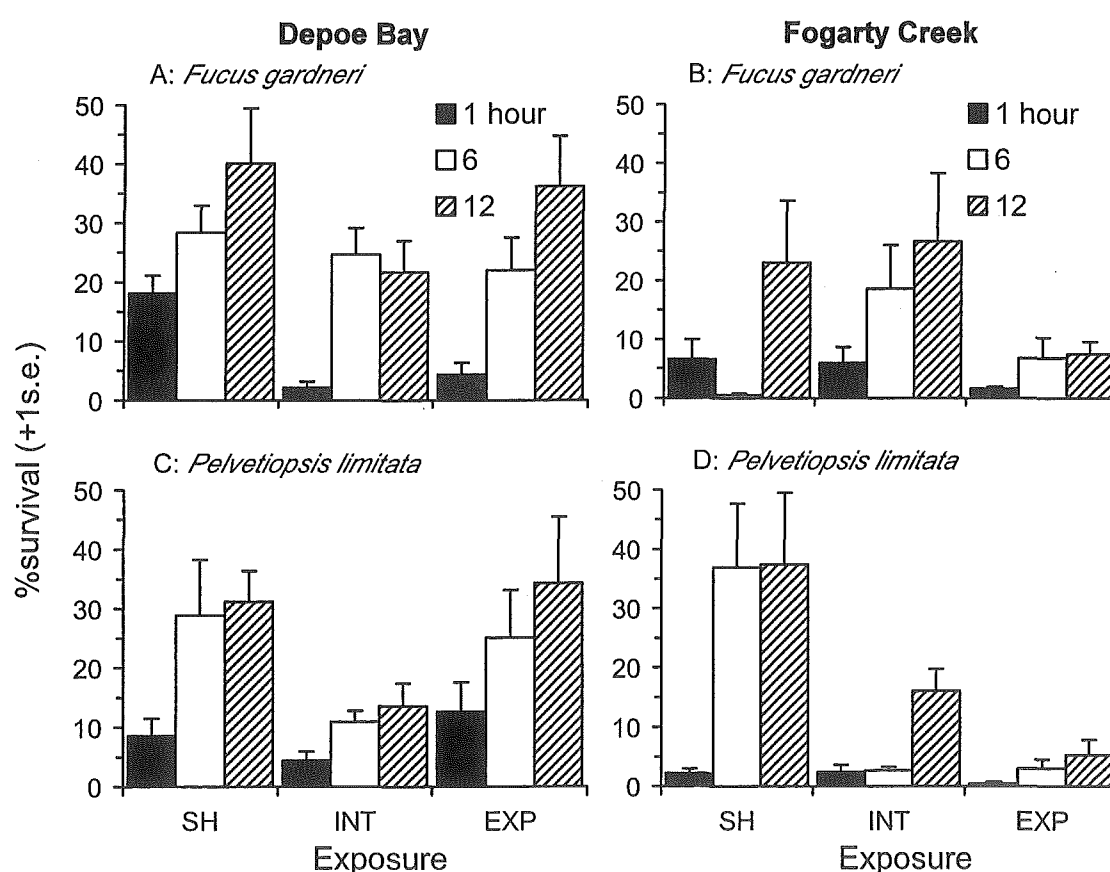 Depoe Bay
Fogarty Creek
A: Fucus gardneri
B: Fucus gardneri
50
40
30
20
10
0
1 hour
6
12
50
40
30
20
10
0
1 hour
6
12
%survival (+1s.e.)
C: Pelvetiopsis limitata
D: Pelvetiopsis limitata
50
40
30
20
10
0
SH INT EXP
Exposure
50
40
30
20
10
0
SH INT EXP
Exposure